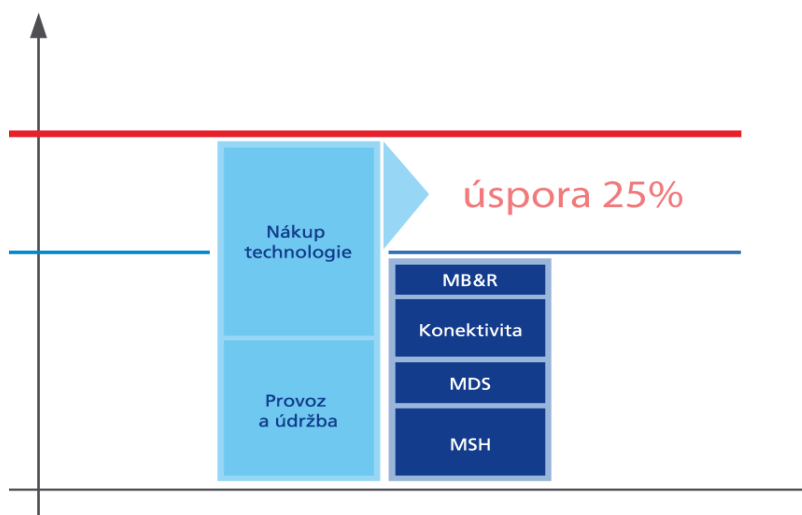 úspora 25%
Nákup
technologie
MB&R
Konektivita
MDS
Provoz
a údržba
MSH